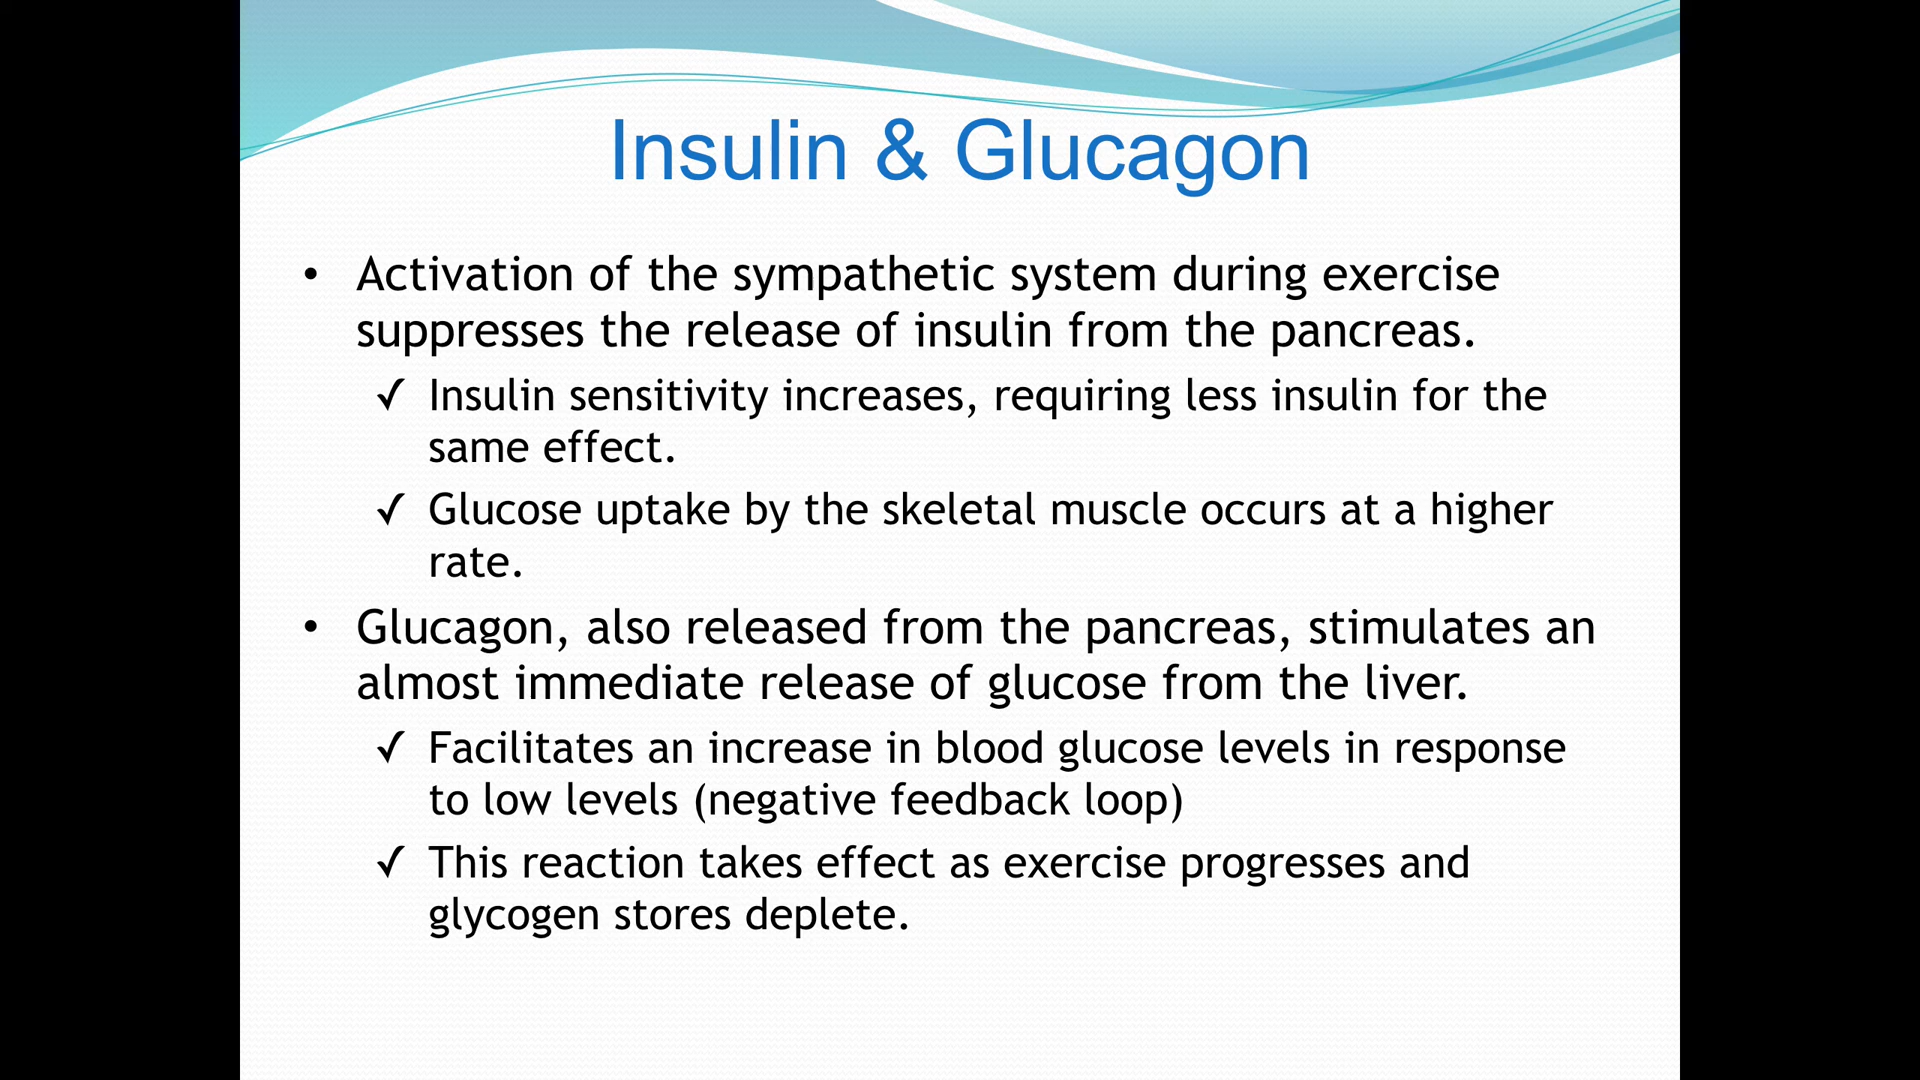 Insulin & Glucagon
• Activation of the sympathetic system during exercise
suppresses the release of insulin from the pancreas.
✓ Insulin sensitivity increases, requiring less insulin for the
same effect.
✓ Glucose uptake by the skeletal muscle occurs at a higher
rate.
• Glucagon, also released from the pancreas, stimulates an
almost immediate release of glucose from the liver.
✓ Facilitates an increase in blood glucose levels in response
to low levels (negative feedback loop)
✓ This reaction takes effect as exercise progresses and
glycogen stores deplete.